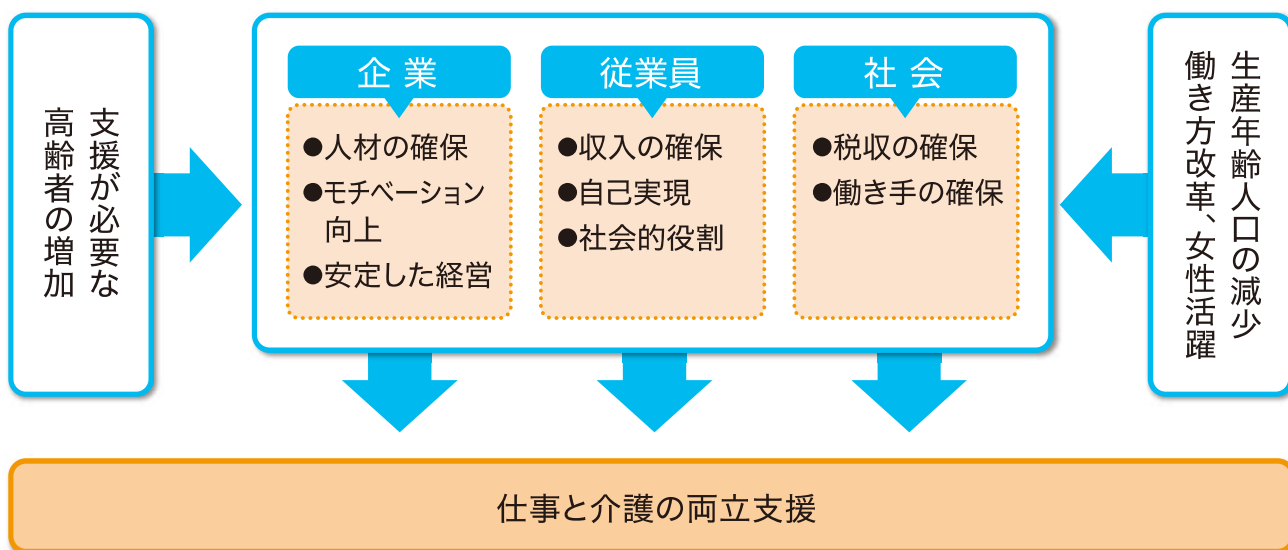 支援が必要な
高齢者の増加
企業
●人材の確保
●モチベーション
向上
●安定した経営
従業員
●収入の確保
●自己実現
●社会的役割
社会
●税収の確保
●働き手の確保
生産年齢人口の減少
働き方改革、女性活躍
仕事と介護の両立支援